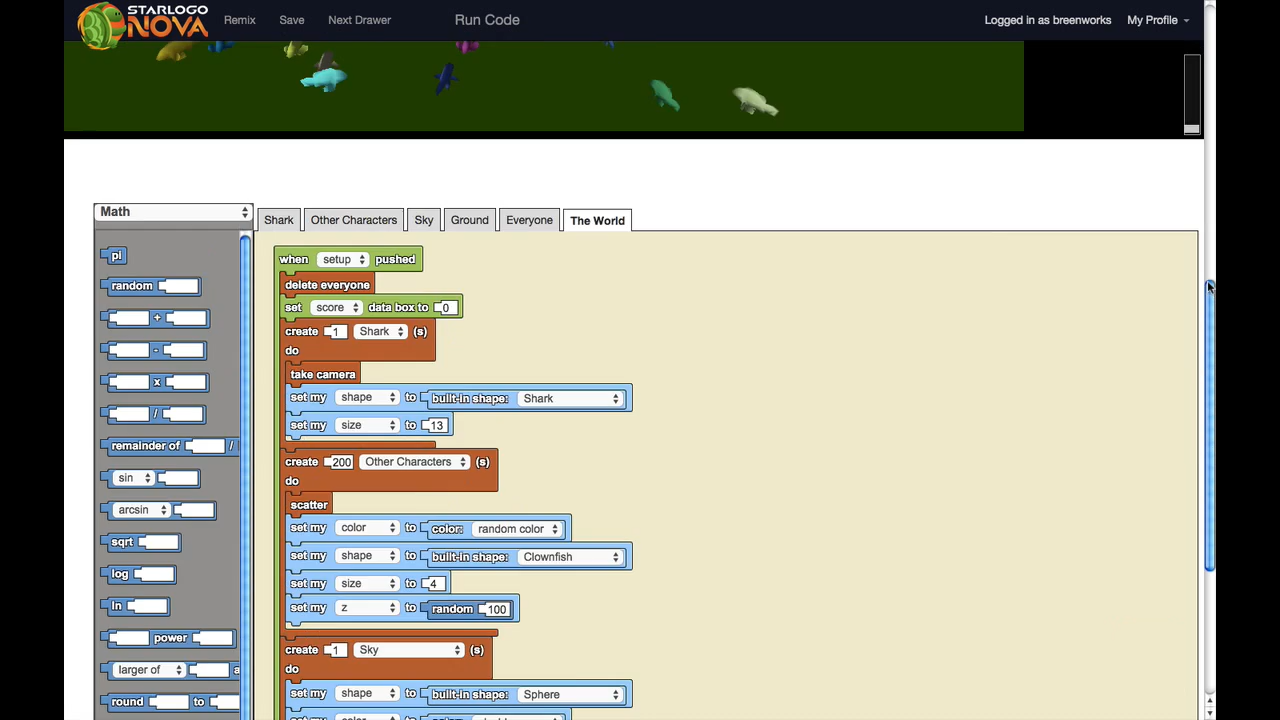 STARLOGO
NOVA
Remix Save Next Drawer Run Code Logged in as breenworks My Profile
Math
Shark Other Characters Sky Ground Everyone The World
pi
random
+
-
x
/
remainder of /
sin
arcsin
sqrt
log
ln
power
larger of a
round to
when setup pushed
delete everyone
set score data box to 0
create 1 Shark (s)
do
take camera
set my shape to built-in shape: Shark
set my size to 13
create 200 Other Characters (s)
do
scatter
set my color to color: random color
set my shape to built-in shape: Clownfish
set my size to 4
set my z to random 100
create 1 Sky (s)
do
set my shape to built-in shape: Sphere